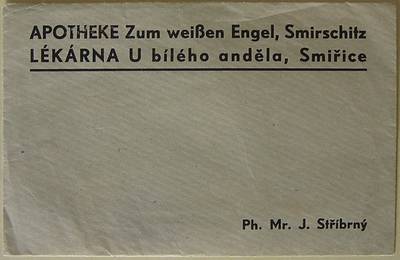 APOTHEKE Zum weißen Engel, Smirschitz
LÉKÁRNA U bílého anděla, Smiřice
Ph. Mr. J. Stříbrný